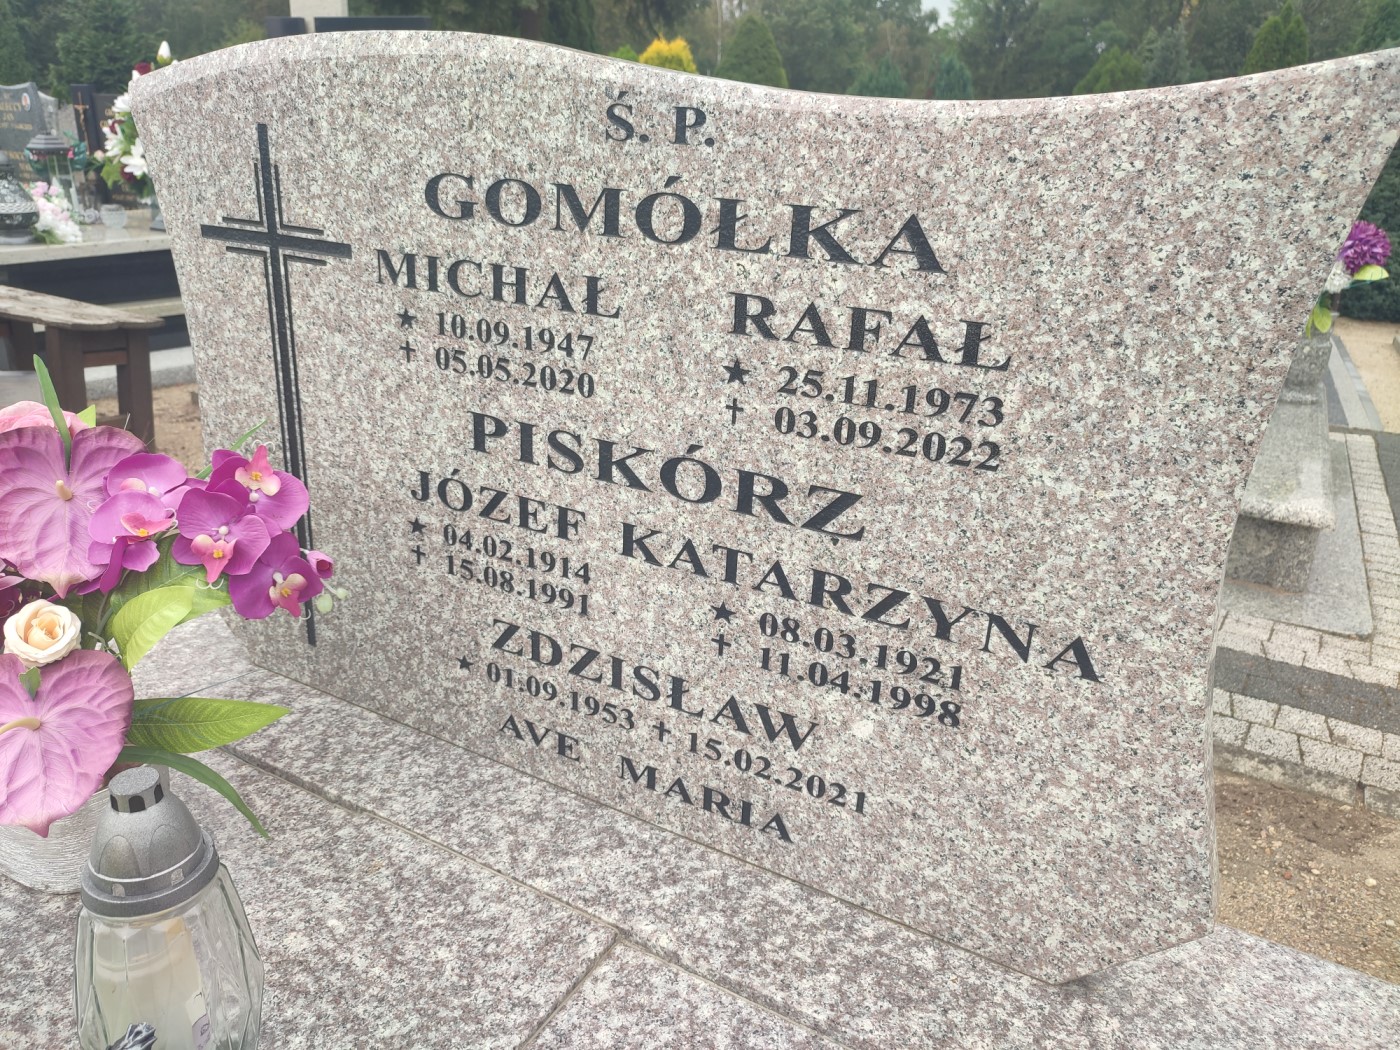 Ś. P.
GOMÓŁKA
MICHAŁ RAFAŁ
★ 10.09.1947 ★ 25.11.1973
✝ 05.05.2020 ✝ 03.09.2022
PISKÓRZ
JÓZEF KATARZYNA
★ 04.02.1914 ★ 08.03.1921
✝ 15.08.1991 ✝ 11.04.1998
ZDZISŁAW
★ 01.09.1953 ✝ 15.02.2021
AVE MARIA